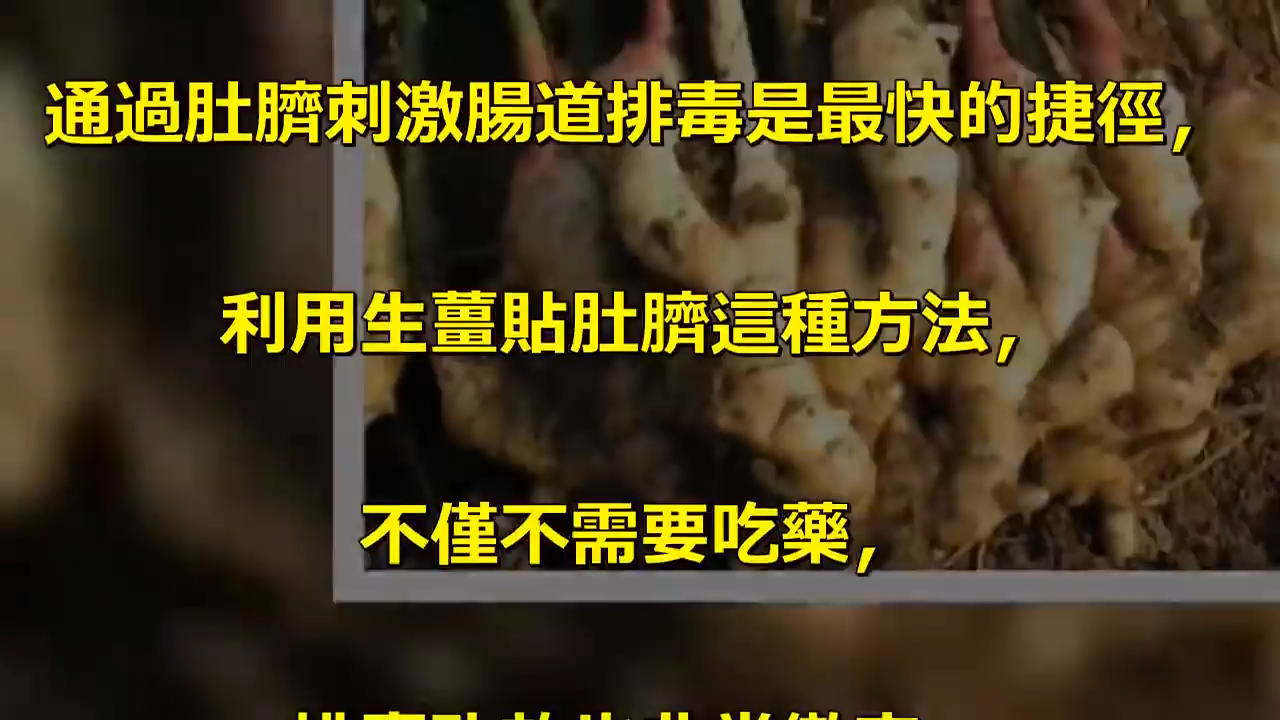 通過肚臍刺激腸道排毒是最快的捷徑，
利用生薑貼肚臍這種方法，
不僅不需要吃藥，